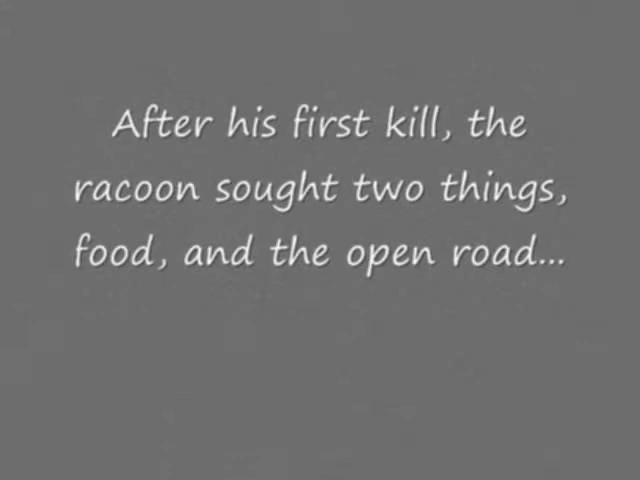 After his first kill, the
racoon sought two things,
food, and the open road...